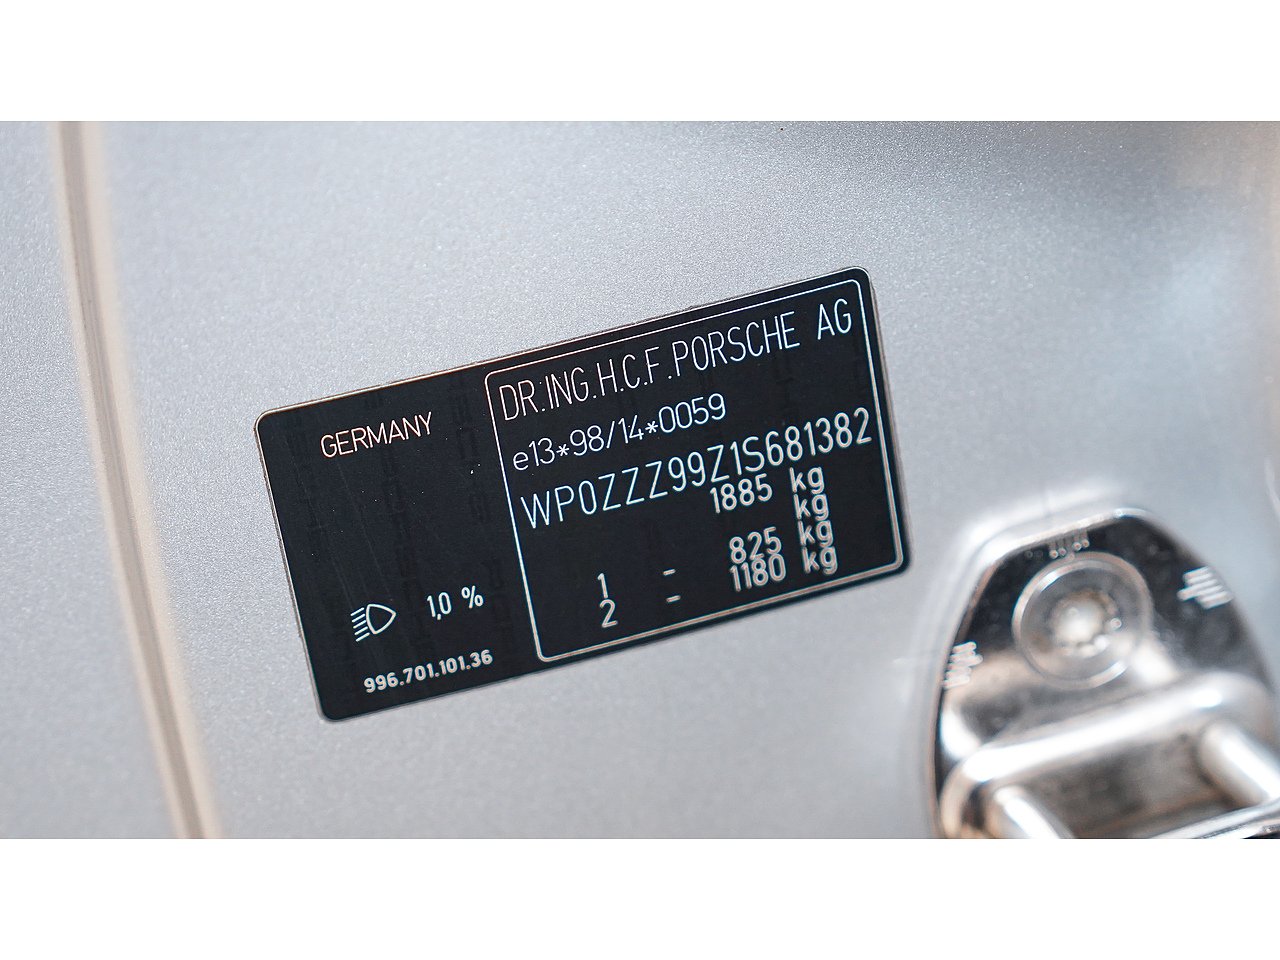 GERMANY
1,0 %
996.701.101.36
DR.ING.H.C.F.PORSCHE AG
e13*98/14*0059
WP0ZZZ99Z1S681382
1885 kg
kg
1 - 825 kg
2 - 1180 kg